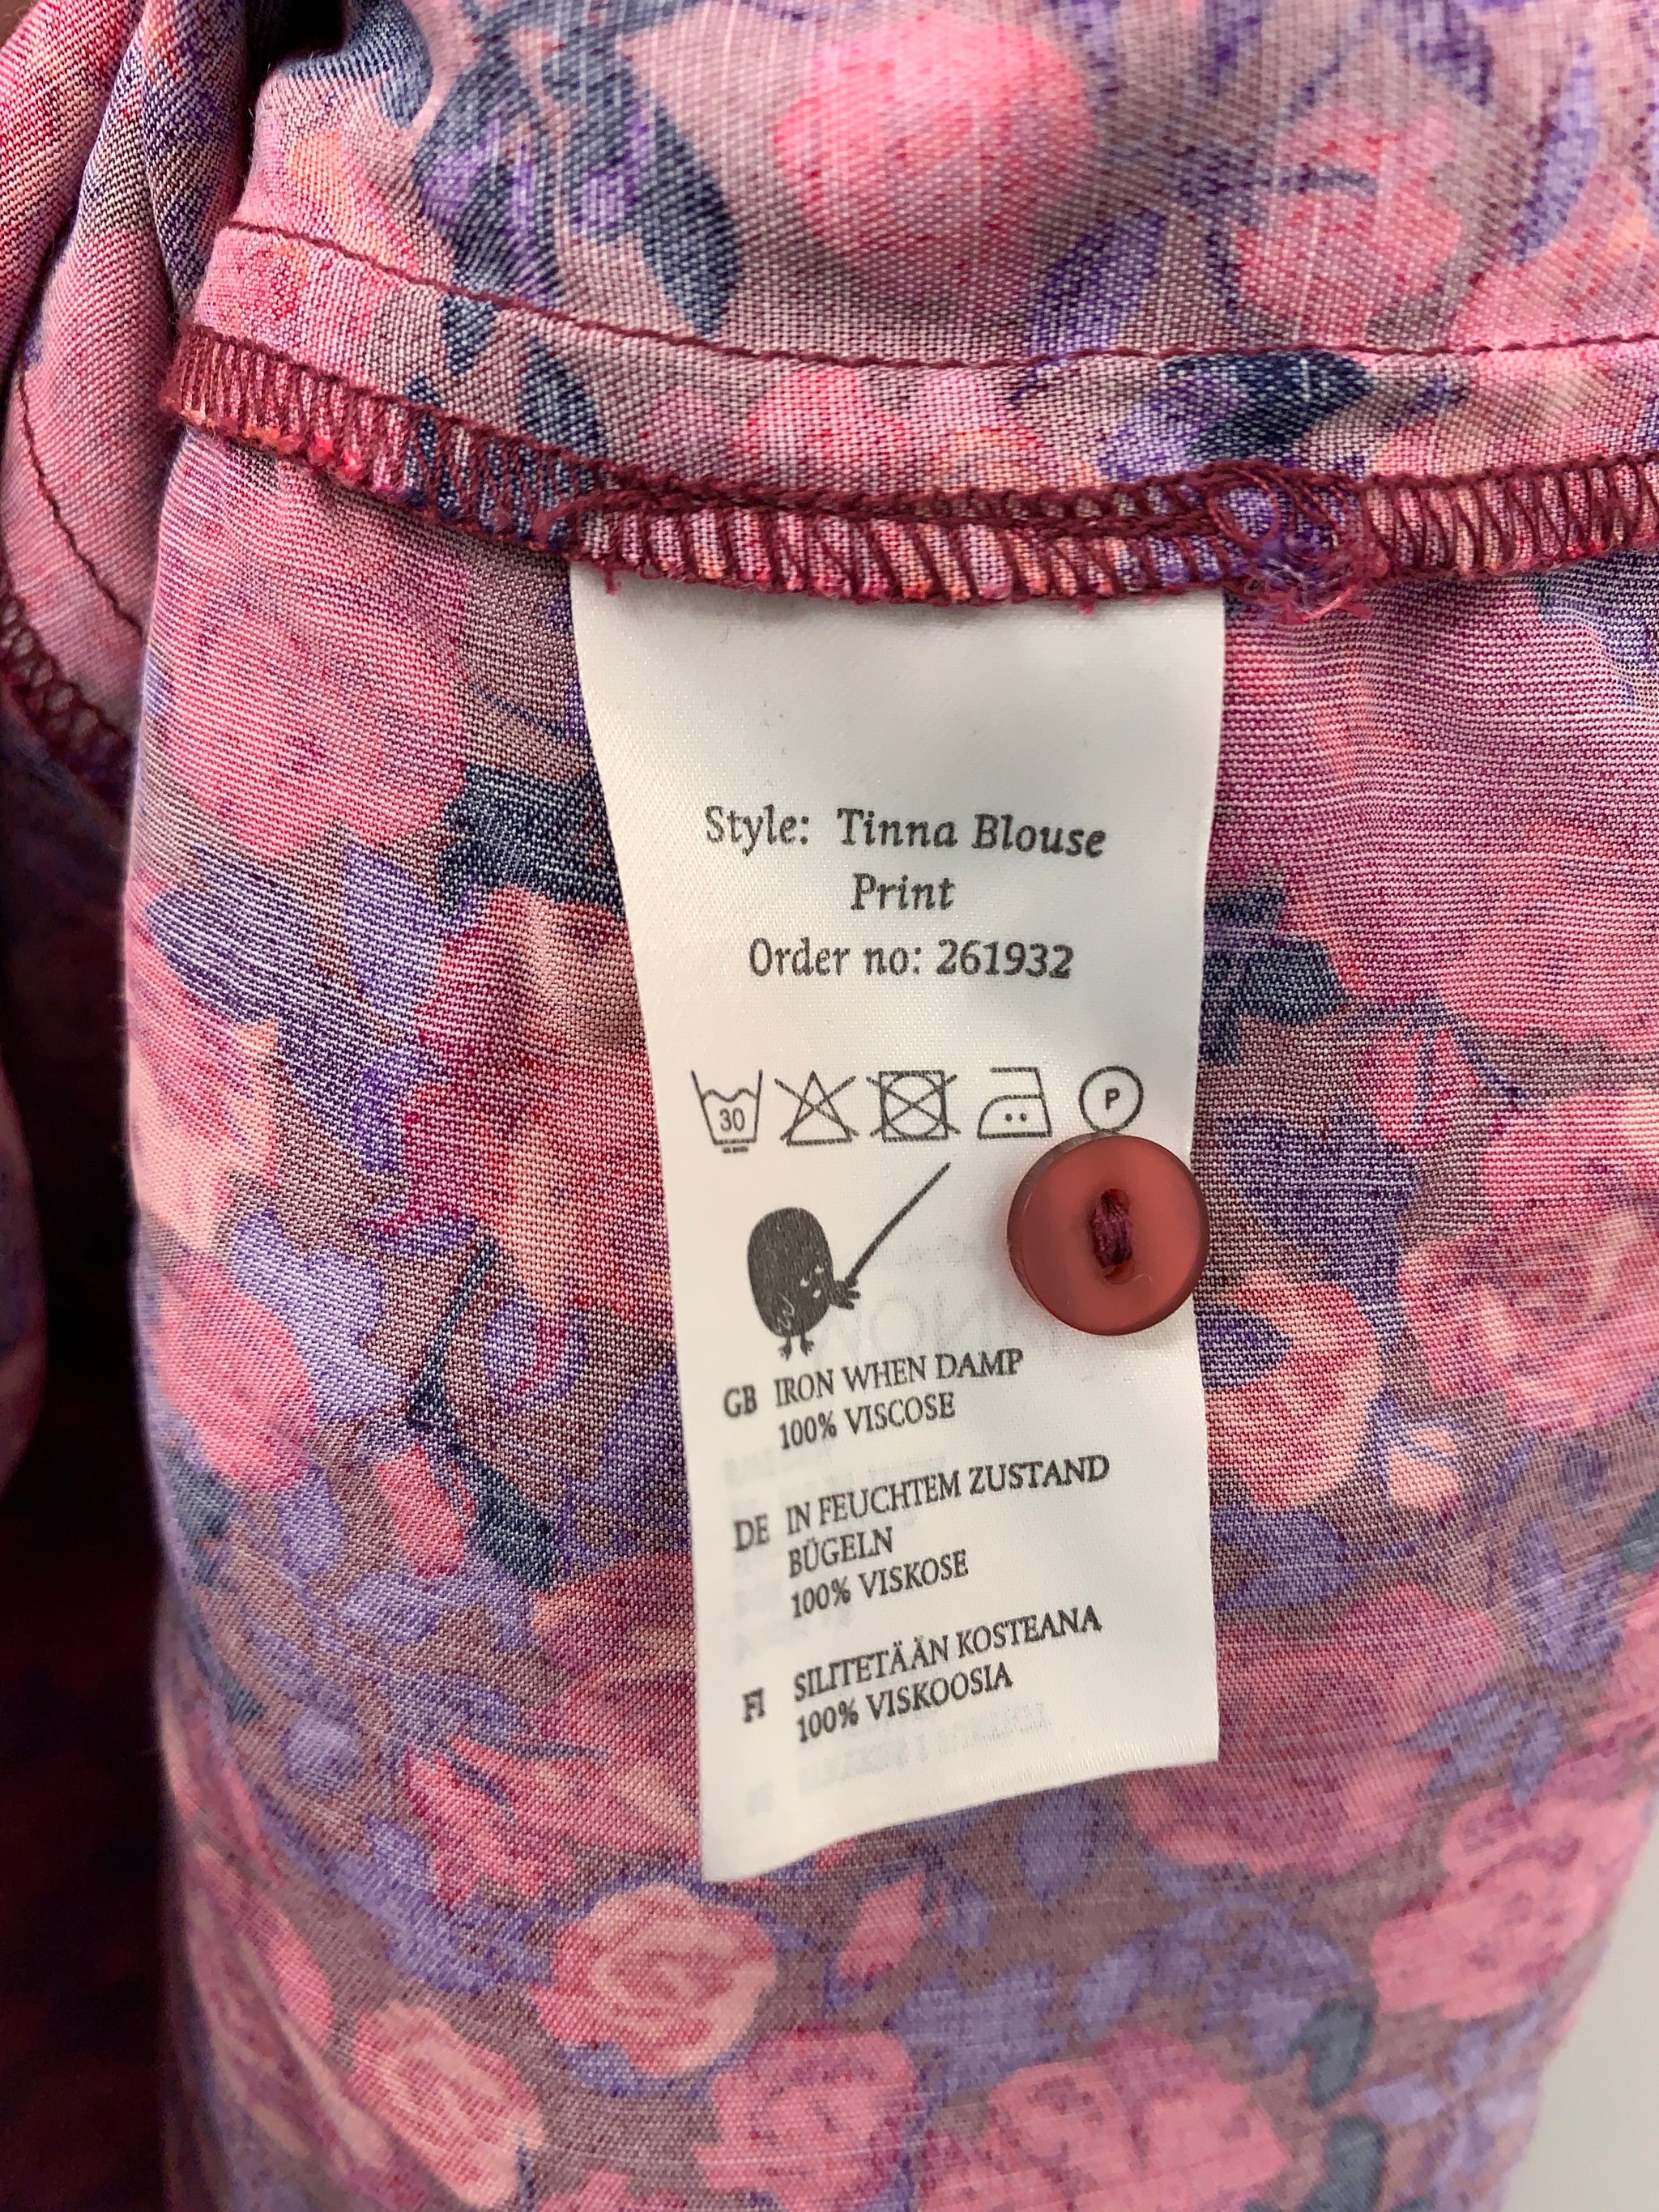 Style: Tinna Blouse
Print
Order no: 261932
30 P
GB IRON WHEN DAMP
100% VISCOSE
DE IN FEUCHTEM ZUSTAND
BÜGELN
100% VISKOSE
FI SILITETÄÄN KOSTEANA
100% VISKOOSIA